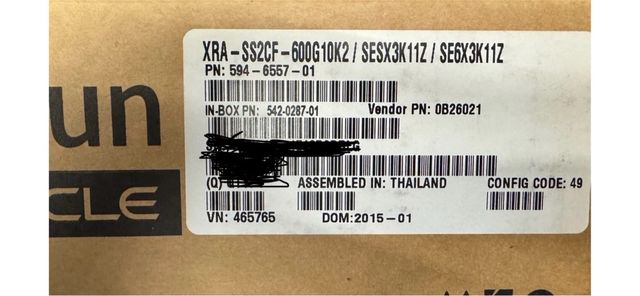 XRA-SS2CF-600G10K2 / SESX3K11Z / SE6X3K11Z
PN: 594-6557-01
IN-BOX PN: 542-0287-01 Vendor PN: 0B26021
(Q)
ASSEMBLED IN: THAILAND CONFIG CODE: 49
VN: 465765 DOM:2015-01
un
CLE